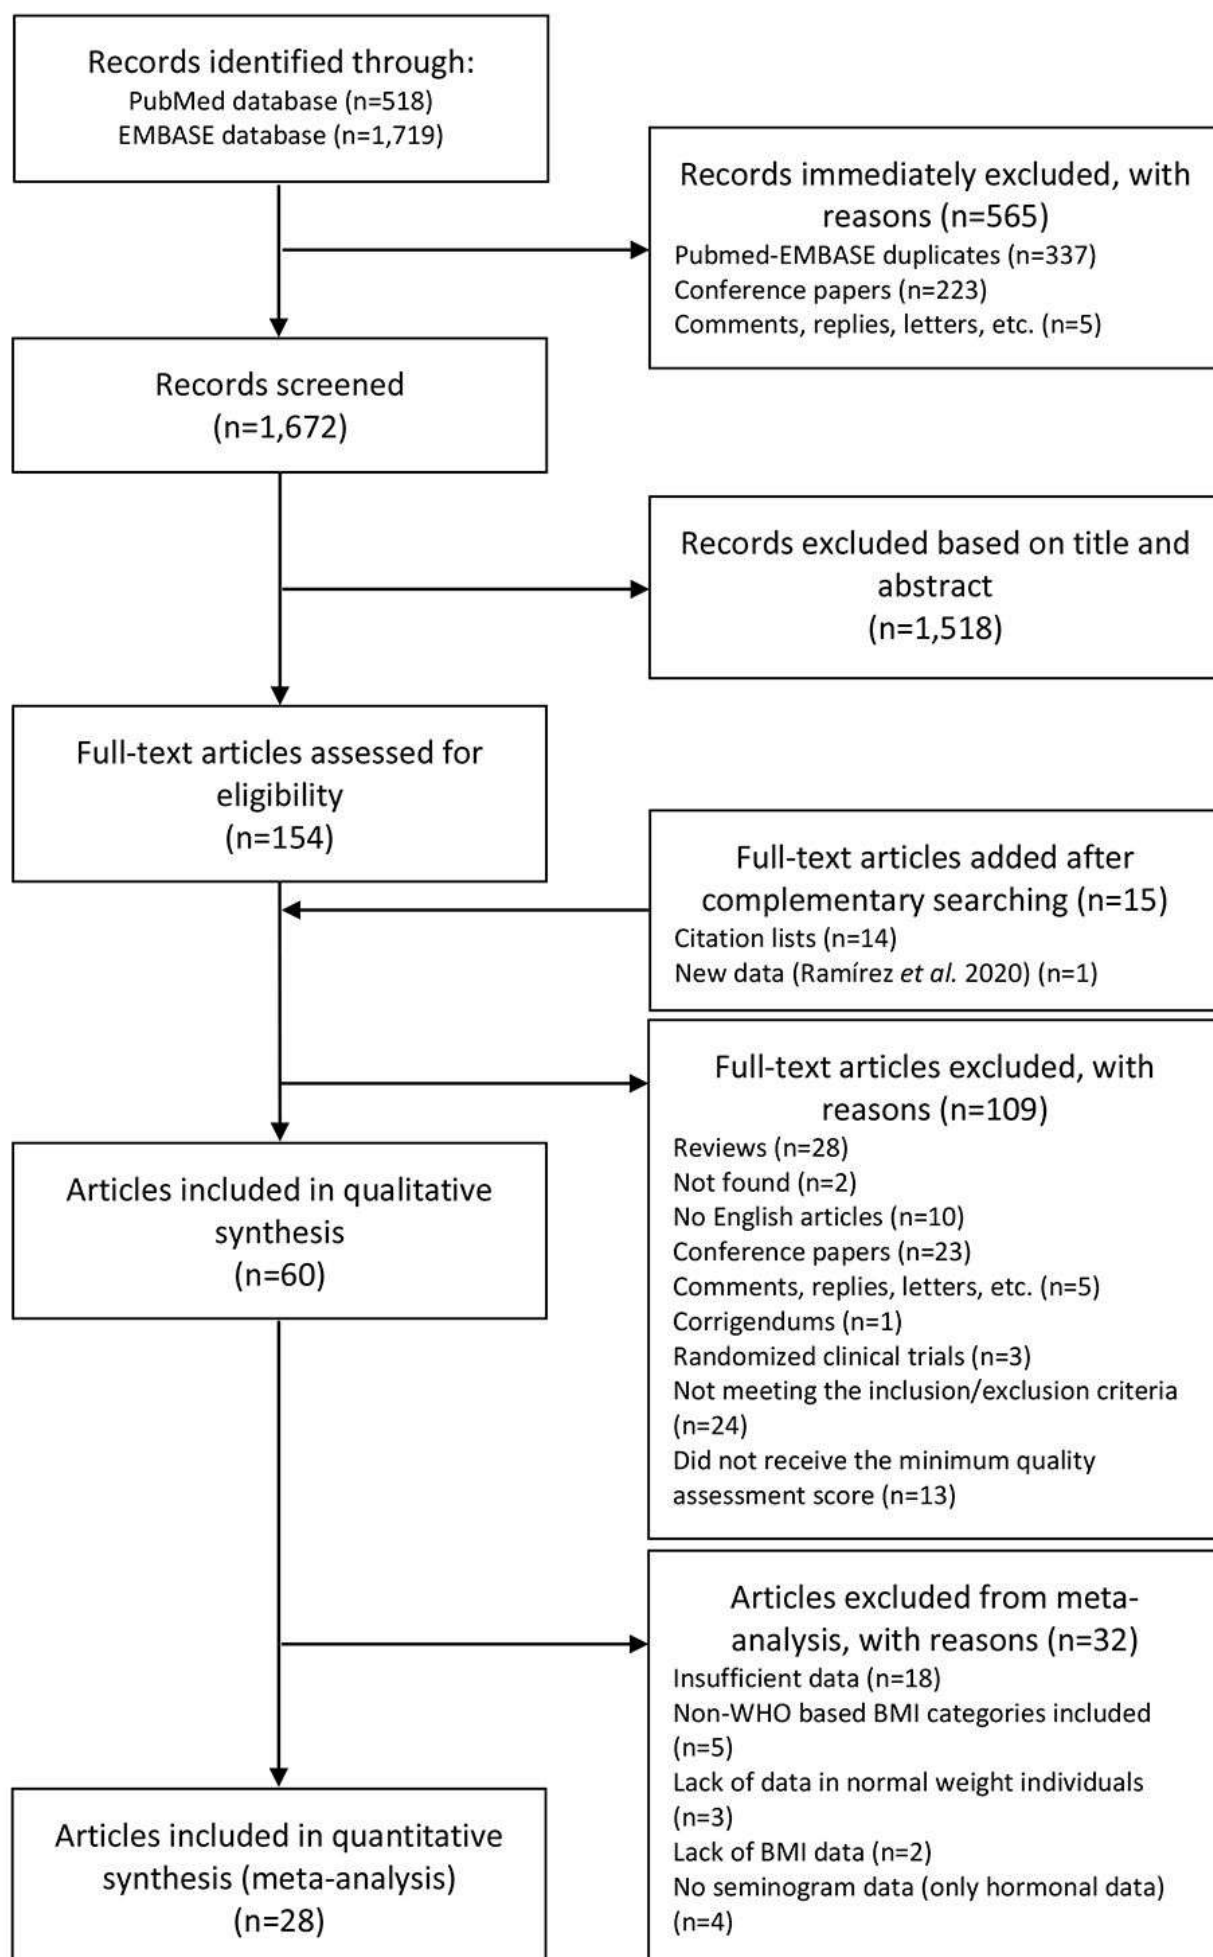 Records identified through:
PubMed database (n=518)
EMBASE database (n=1,719)
Records immediately excluded, with
reasons (n=565)
Pubmed-EMBASE duplicates (n=337)
Conference papers (n=223)
Comments, replies, letters, etc. (n=5)
Records screened
(n=1,672)
Records excluded based on title and
abstract
(n=1,518)
Full-text articles assessed for
eligibility
(n=154)
Full-text articles added after
complementary searching (n=15)
Citation lists (n=14)
New data (Ramírez et al. 2020) (n=1)
Full-text articles excluded, with
reasons (n=109)
Reviews (n=28)
Not found (n=2)
No English articles (n=10)
Conference papers (n=23)
Comments, replies, letters, etc. (n=5)
Corrigendums (n=1)
Randomized clinical trials (n=3)
Not meeting the inclusion/exclusion criteria
(n=24)
Did not receive the minimum quality
assessment score (n=13)
Articles included in qualitative
synthesis
(n=60)
Articles excluded from meta-
analysis, with reasons (n=32)
Insufficient data (n=18)
Non-WHO based BMI categories included
(n=5)
Lack of data in normal weight individuals
(n=3)
Lack of BMI data (n=2)
No seminogram data (only hormonal data)
(n=4)
Articles included in quantitative
synthesis (meta-analysis)
(n=28)